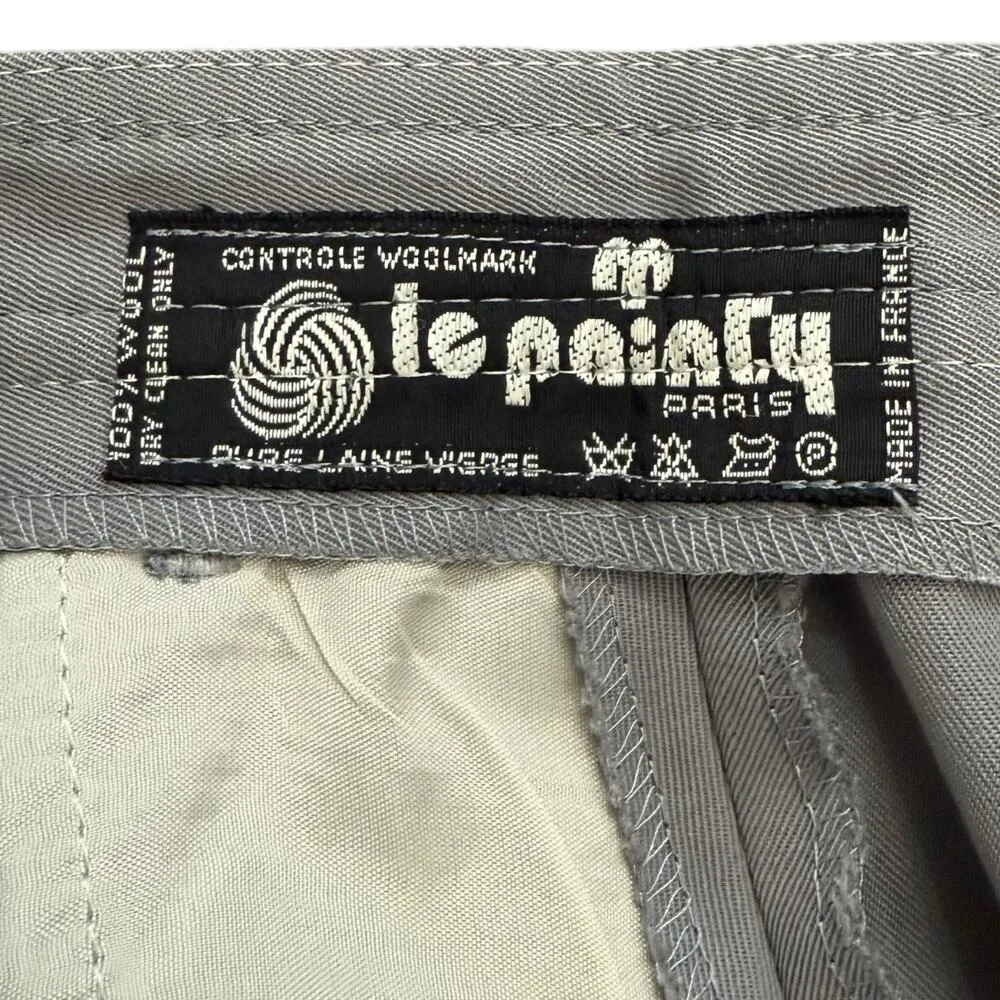 100% WOOL
DRY CLEAN ONLY
CONTROLE WOOLMARK
le painty
PARIS
PURE LAINE VIERGE
P
MADE IN FRANCE